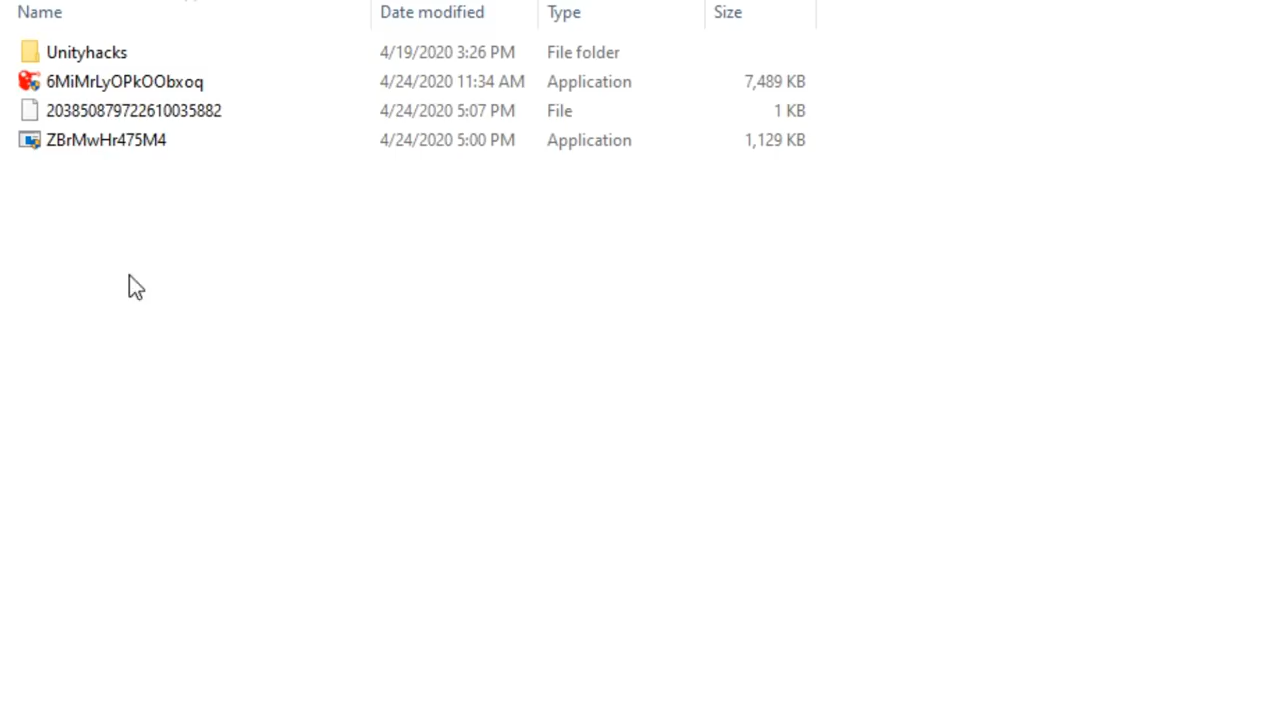 Name Date modified Type Size
Unityhacks 4/19/2020 3:26 PM File folder
6MiMrLyOPkOObxoq 4/24/2020 11:34 AM Application 7,489 KB
203850879722610035882 4/24/2020 5:07 PM File 1 KB
ZBrMwHr475M4 4/24/2020 5:00 PM Application 1,129 KB